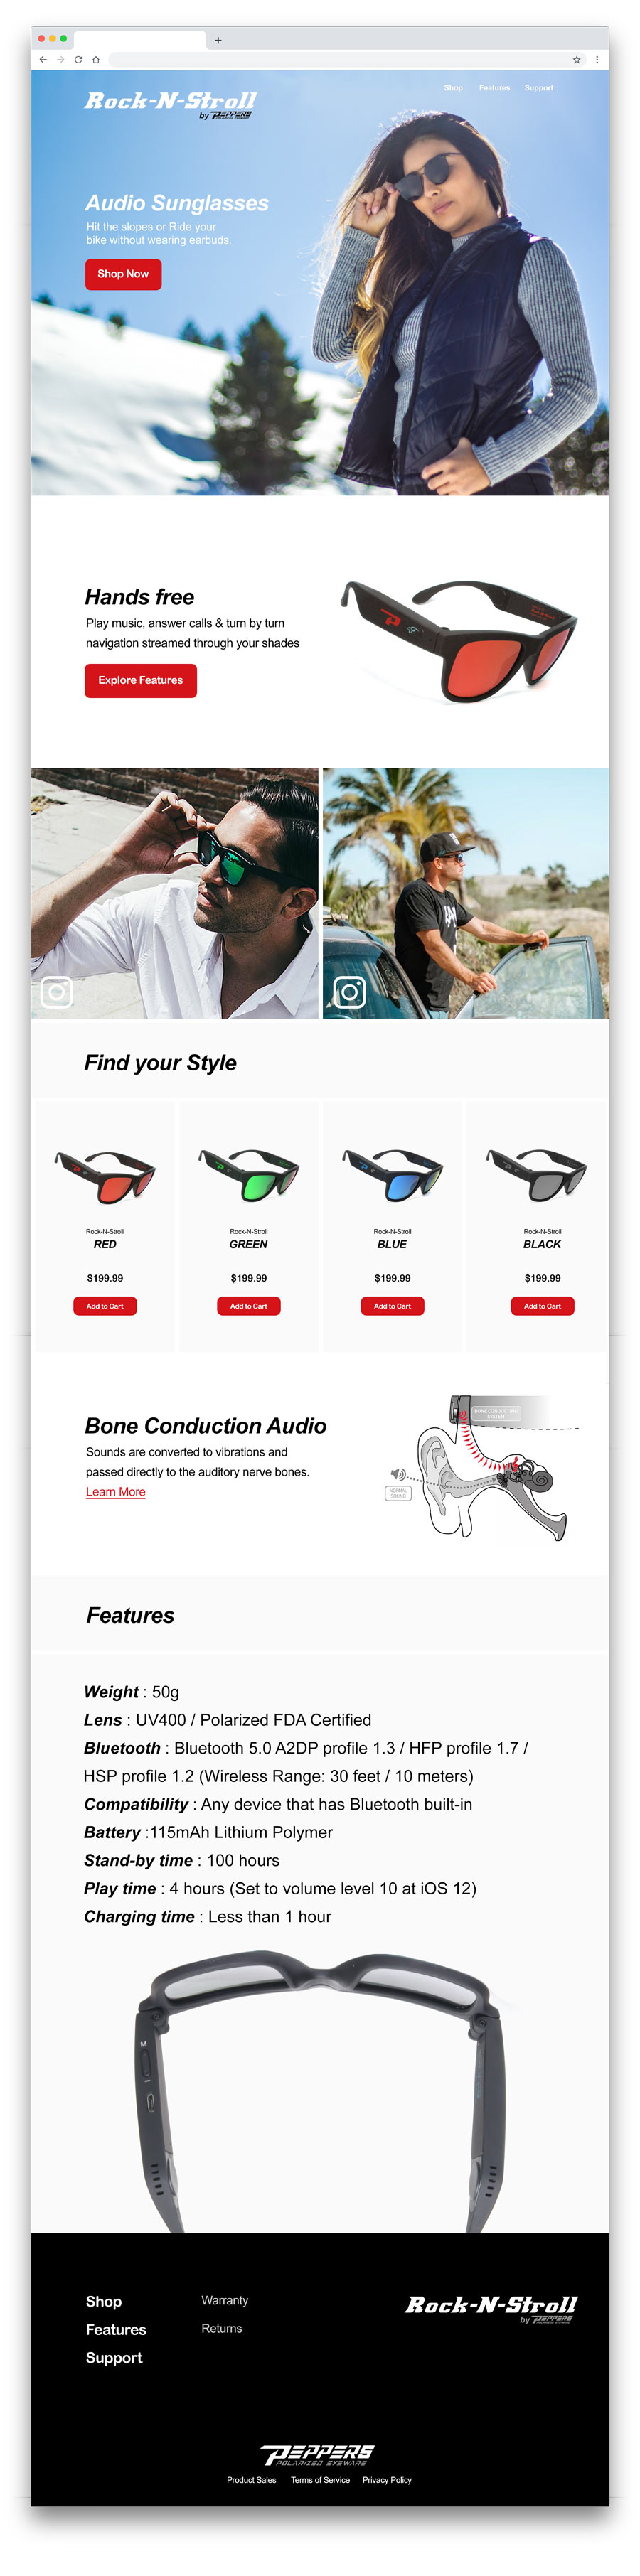 Shop Features Support
Rock-N-Stroll
by PEPPERS
POLARIZED EYEWARE
Audio Sunglasses
Hit the slopes or Ride your
bike without wearing earbuds.
Shop Now
Hands free
Play music, answer calls & turn by turn
navigation streamed through your shades
Explore Features
Find your Style
Rock-N-Stroll
RED
$199.99
Add to Cart
Rock-N-Stroll
GREEN
$199.99
Add to Cart
Rock-N-Stroll
BLUE
$199.99
Add to Cart
Rock-N-Stroll
BLACK
$199.99
Add to Cart
Bone Conduction Audio
Sounds are converted to vibrations and
passed directly to the auditory nerve bones.
Learn More
BONE CONDUCTING
SYSTEM
NORMAL
SOUND
Features
Weight : 50g
Lens : UV400 / Polarized FDA Certified
Bluetooth : Bluetooth 5.0 A2DP profile 1.3 / HFP profile 1.7 /
HSP profile 1.2 (Wireless Range: 30 feet / 10 meters)
Compatibility : Any device that has Bluetooth built-in
Battery :115mAh Lithium Polymer
Stand-by time : 100 hours
Play time : 4 hours (Set to volume level 10 at iOS 12)
Charging time : Less than 1 hour
M
Shop
Features
Support
Warranty
Returns
Rock-N-Stroll
by PEPPERS
POLARIZED EYEWARE
PEPPERS
POLARIZED EYEWARE
Product Sales Terms of Service Privacy Policy